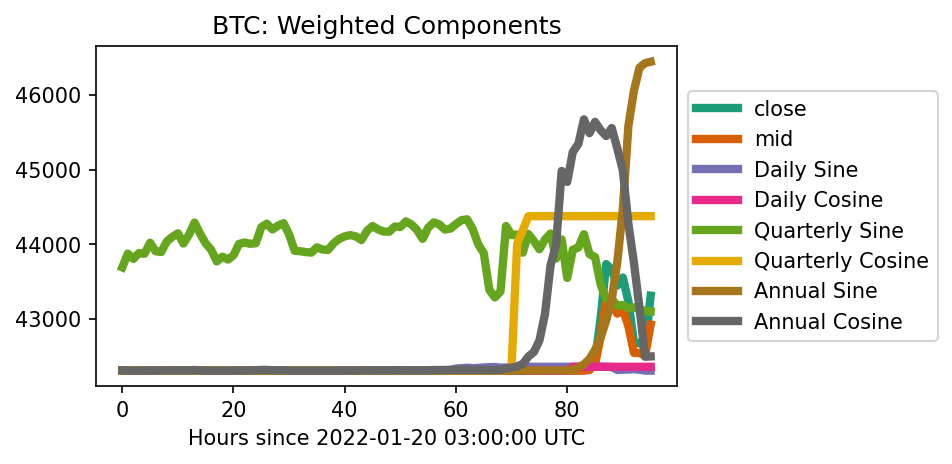 BTC: Weighted Components
46000
45000
44000
43000
0
20
40
60
80
Hours since 2022-01-20 03:00:00 UTC
close
mid
Daily Sine
Daily Cosine
Quarterly Sine
Quarterly Cosine
Annual Sine
Annual Cosine